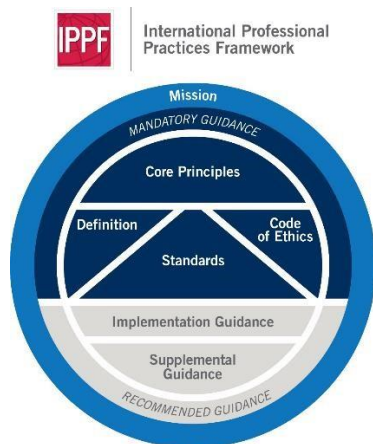 IPPF
International Professional
Practices Framework
Mission
MANDATORY GUIDANCE
Core Principles
Definition
Code
of Ethics
Standards
Implementation Guidance
Supplemental
Guidance
RECOMMENDED GUIDANCE